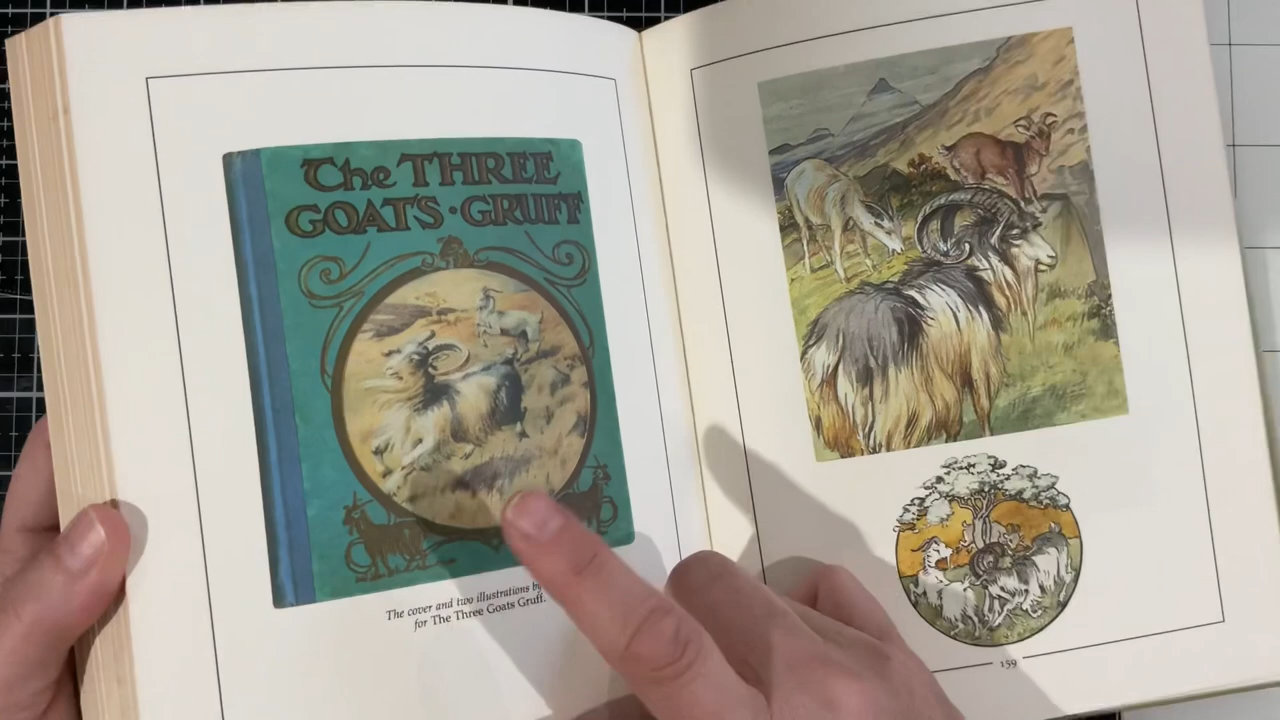 The THREE
GOATS·GRUFF
The cover and two illustrations by
for The Three Goats Gruff.
159